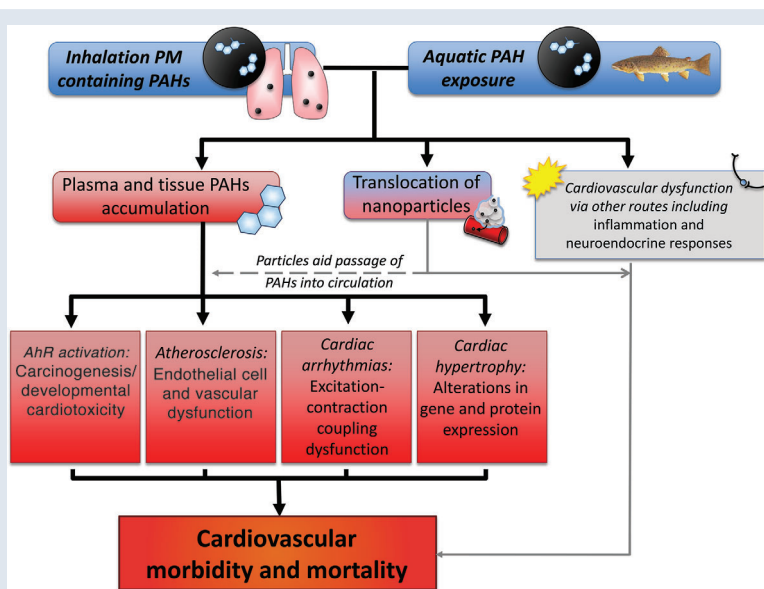 Inhalation PM
containing PAHs
Aquatic PAH
exposure
Plasma and tissue PAHs
accumulation
Translocation of
nanoparticles
Cardiovascular dysfunction
via other routes including
inflammation and
neuroendocrine responses
Particles aid passage of
PAHs into circulation
AhR activation:
Carcinogenesis/
developmental
cardiotoxicity
Atherosclerosis:
Endothelial cell
and vascular
dysfunction
Cardiac
arrhythmias:
Excitation-
contraction
coupling
dysfunction
Cardiac
hypertrophy:
Alterations in
gene and protein
expression
Cardiovascular
morbidity and mortality